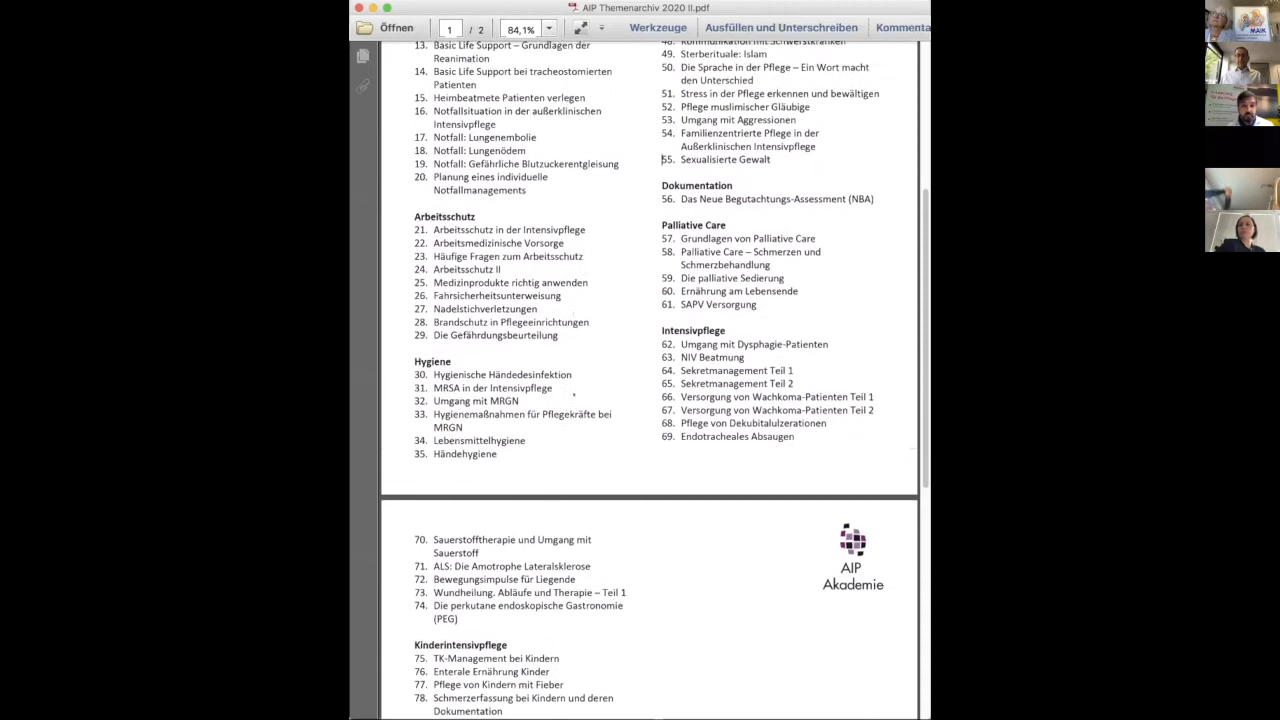 AIP Themenarchiv 2020 II.pdf
Öffnen
1 / 2
84,1%
Werkzeuge
Ausfüllen und Unterschreiben
Kommenta
13. Basic Life Support – Grundlagen der
Reanimation
14. Basic Life Support bei tracheostomierten
Patienten
15. Heimbeatmete Patienten verlegen
16. Notfallsituation in der außerklinischen
Intensivpflege
17. Notfall: Lungenembolie
18. Notfall: Lungenödem
19. Notfall: Gefährliche Blutzuckerentgleisung
20. Planung eines individuelle
Notfallmanagements
Arbeitsschutz
21. Arbeitsschutz in der Intensivpflege
22. Arbeitsmedizinische Vorsorge
23. Häufige Fragen zum Arbeitsschutz
24. Arbeitsschutz II
25. Medizinprodukte richtig anwenden
26. Fahrsicherheitsunterweisung
27. Nadelstichverletzungen
28. Brandschutz in Pflegeeinrichtungen
29. Die Gefährdungsbeurteilung
Hygiene
30. Hygienische Händedesinfektion
31. MRSA in der Intensivpflege
32. Umgang mit MRGN
33. Hygienemaßnahmen für Pflegekräfte bei
MRGN
34. Lebensmittelhygiene
35. Händehygiene
48. Kommunikation mit Schwerstkranken
49. Sterberituale: Islam
50. Die Sprache in der Pflege – Ein Wort macht
den Unterschied
51. Stress in der Pflege erkennen und bewältigen
52. Pflege muslimischer Gläubige
53. Umgang mit Aggressionen
54. Familienzentrierte Pflege in der
Außerklinischen Intensivpflege
55. Sexualisierte Gewalt
Dokumentation
56. Das Neue Begutachtungs-Assessment (NBA)
Palliative Care
57. Grundlagen von Palliative Care
58. Palliative Care – Schmerzen und
Schmerzbehandlung
59. Die palliative Sedierung
60. Ernährung am Lebensende
61. SAPV Versorgung
Intensivpflege
62. Umgang mit Dysphagie-Patienten
63. NIV Beatmung
64. Sekretmanagement Teil 1
65. Sekretmanagement Teil 2
66. Versorgung von Wachkoma-Patienten Teil 1
67. Versorgung von Wachkoma-Patienten Teil 2
68. Pflege von Dekubitalulzerationen
69. Endotracheales Absaugen
70. Sauerstofftherapie und Umgang mit
Sauerstoff
71. ALS: Die Amotrophe Lateralsklerose
72. Bewegungsimpulse für Liegende
73. Wundheilung. Abläufe und Therapie – Teil 1
74. Die perkutane endoskopische Gastronomie
(PEG)
Kinderintensivpflege
75. TK-Management bei Kindern
76. Enterale Ernährung Kinder
77. Pflege von Kindern mit Fieber
78. Schmerzerfassung bei Kindern und deren
Dokumentation
AIP
Akademie
MAIK